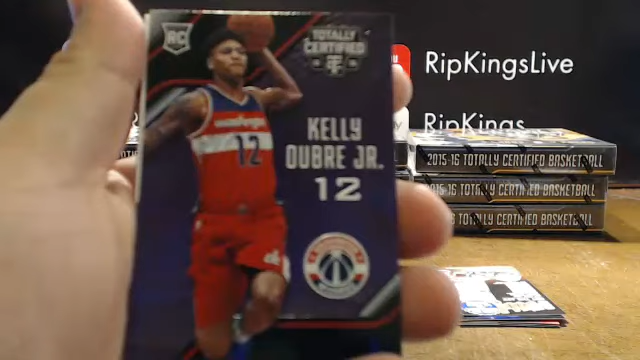 RC
TOTALLY
CERTIFIED
KELLY
OUBRE JR.
12
12
RipKingsLive
RipKings
2015-16 TOTALLY CERTIFIED BASKETBALL
2015-16 TOTALLY CERTIFIED BASKETBALL
TOTALLY CERTIFIED BASKETBALL